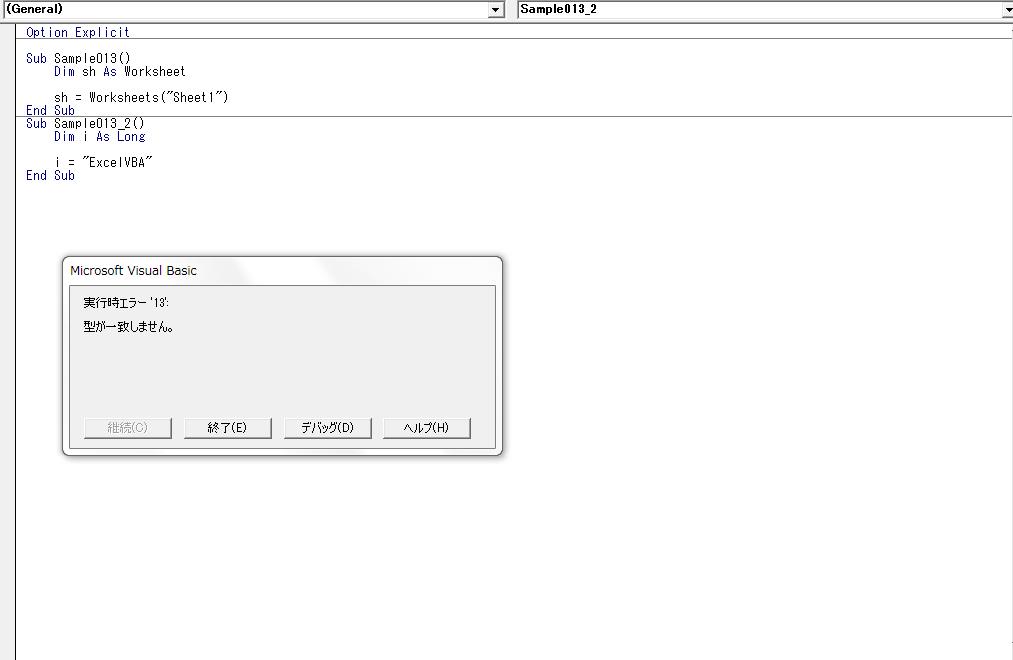 (General)
Sample013_2
Option Explicit
Sub Sample013()
Dim sh As Worksheet
sh = Worksheets("Sheet1")
End Sub
Sub Sample013_2()
Dim i As Long
i = "ExcelVBA"
End Sub
Microsoft Visual Basic
実行時エラー '13':
型が一致しません。
継続(C)
終了(E)
デバッグ(D)
ヘルプ(H)